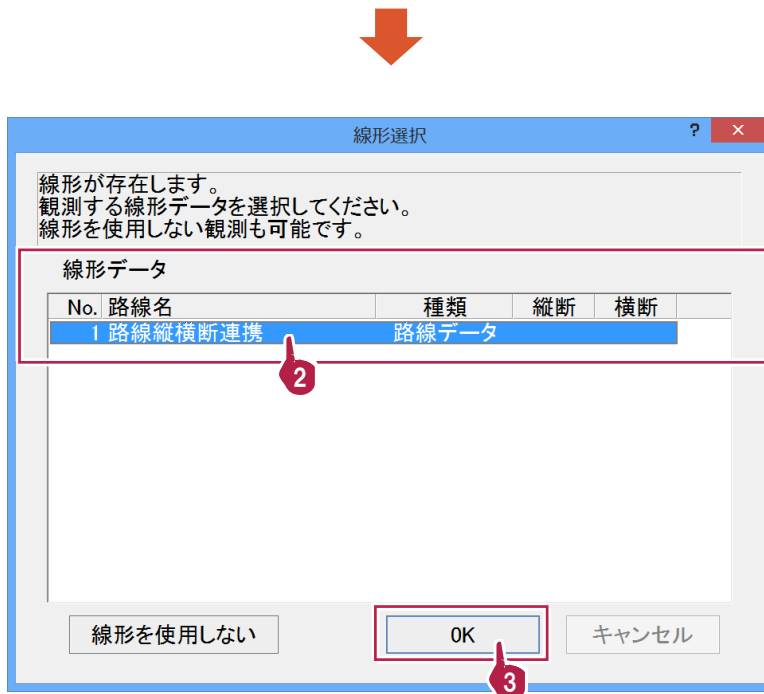 線形選択
? ×
線形が存在します。
観測する線形データを選択してください。
線形を使用しない観測も可能です。
線形データ
No. 路線名 種類 縦断 横断
1 路線縦横断連携 路線データ
2
線形を使用しない OK キャンセル
3